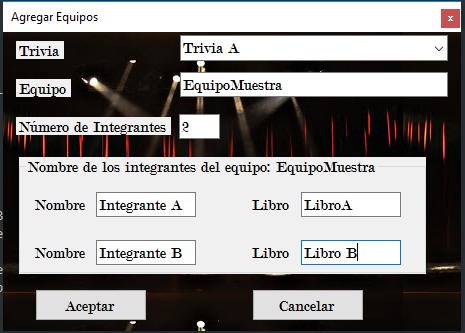 Agregar Equipos
x
Trivia Trivia A
Equipo EquipoMuestra
Número de Integrantes 2
Nombre de los integrantes del equipo: EquipoMuestra
Nombre Integrante A Libro LibroA
Nombre Integrante B Libro Libro B
Aceptar Cancelar